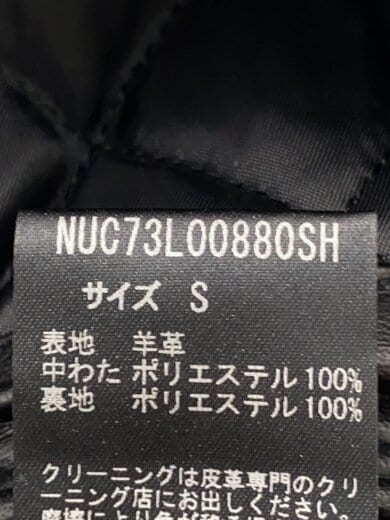 NUC73L00880SH
サイズ S
表地 羊革
中わた ポリエステル100%
裏地 ポリエステル100%
クリーニングは皮革専門のクリ
ーニング店にお出しください。